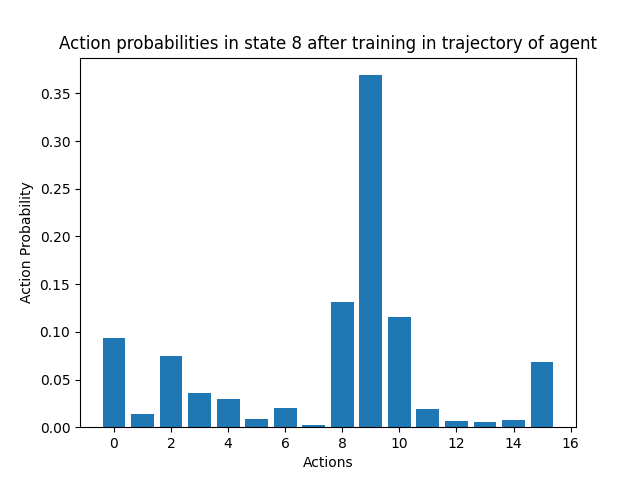 Action probabilities in state 8 after training in trajectory of agent
0.35
0.30
0.25
0.20
0.15
0.10
0.05
0.00
Action Probability
0 2 4 6 8 10 12 14 16
Actions